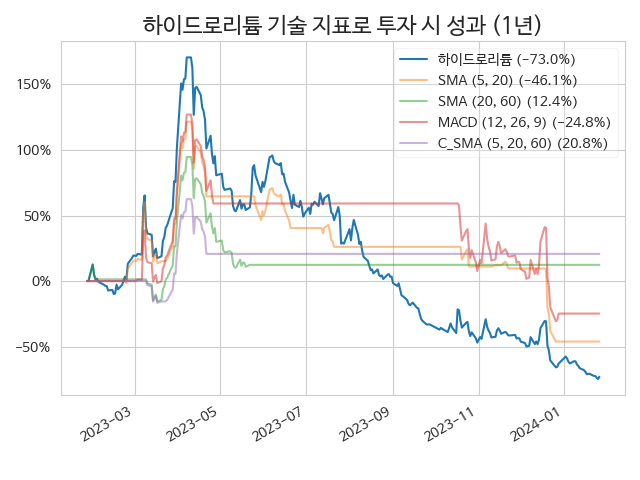 하이드로리튬 기술 지표로 투자 시 성과 (1년)
하이드로리튬 (−73.0%)
SMA (5, 20) (−46.1%)
SMA (20, 60) (12.4%)
MACD (12, 26, 9) (−24.8%)
C_SMA (5, 20, 60) (20.8%)
150%
100%
50%
0%
−50%
2023−03
2023−05
2023−07
2023−09
2023−11
2024−01